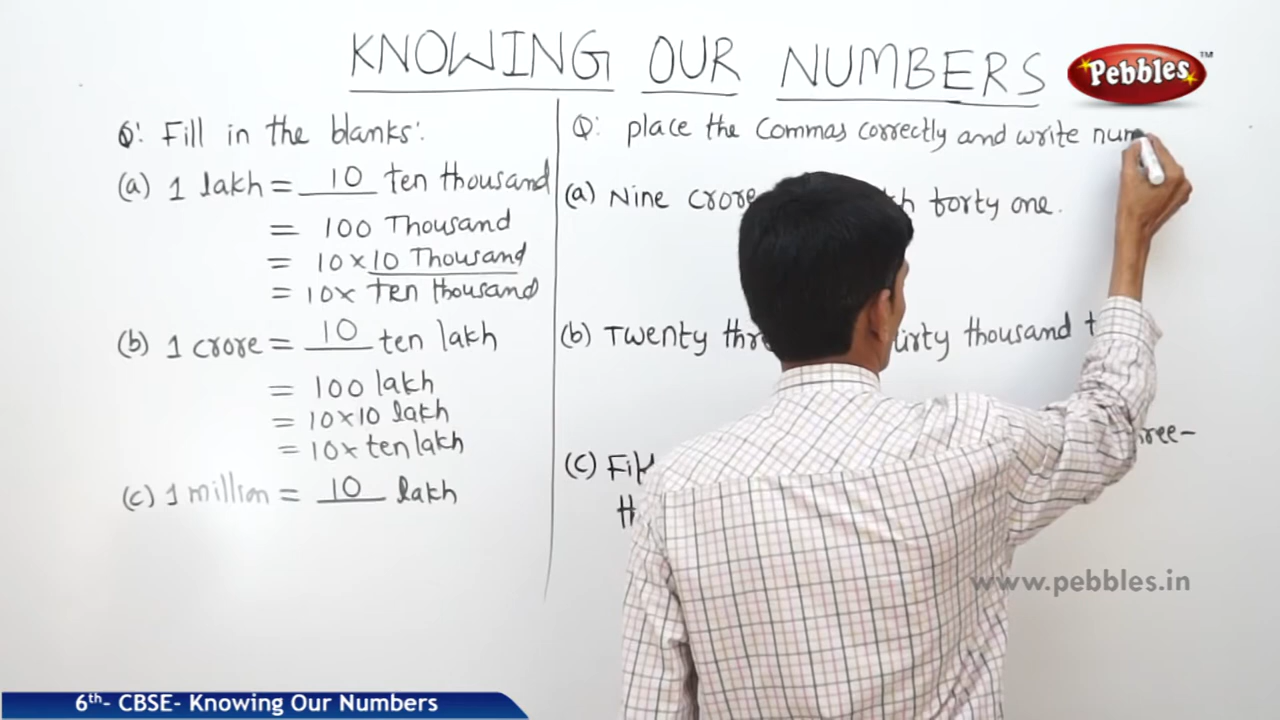 KNOWING OUR NUMBERS
Pebbles™
Q: Fill in the blanks:
(a) 1 lakh = 10 ten thousand
= 100 Thousand
= 10 × 10 Thousand
= 10 × ten thousand
(b) 1 crore = 10 ten lakh
= 100 lakh
= 10×10 lakh
= 10× ten lakh
(c) 1 million = 10 lakh
Q: place the Commas correctly and write num
(a) Nine crore forty one.
(b) Twenty thousand
(c)
www.pebbles.in
6th- CBSE- Knowing Our Numbers